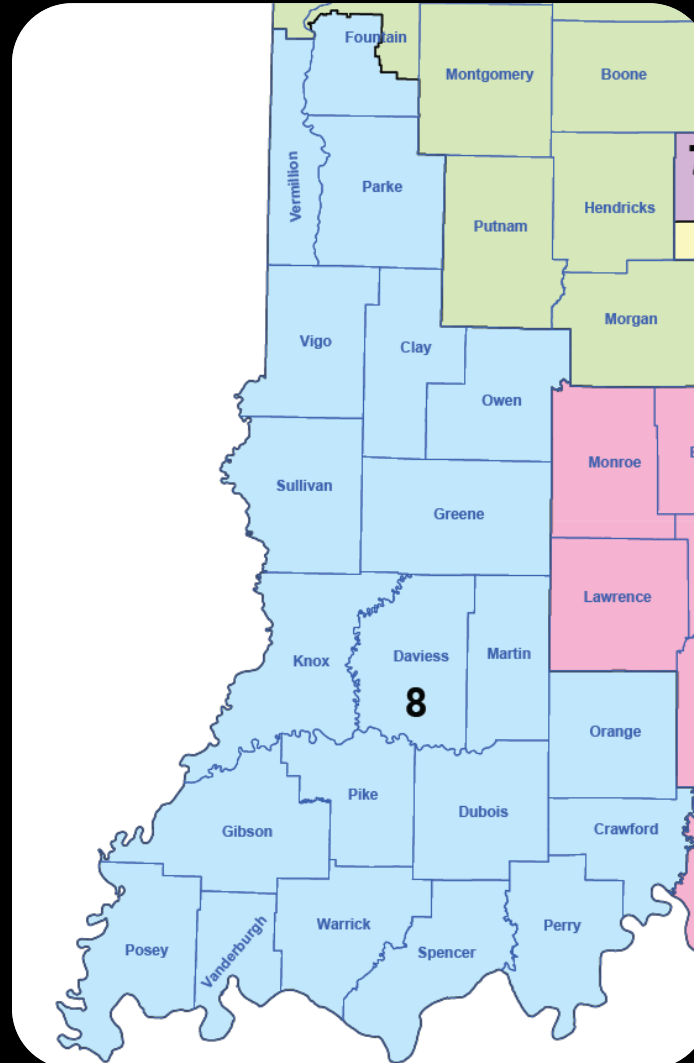 Fountain
Montgomery
Boone
Vermillion
Parke
Hendricks
Putnam
Morgan
Vigo
Clay
Owen
Monroe
Sullivan
Greene
Lawrence
Knox
Daviess
Martin
8
Orange
Pike
Dubois
Gibson
Crawford
Posey
Vanderburgh
Warrick
Spencer
Perry